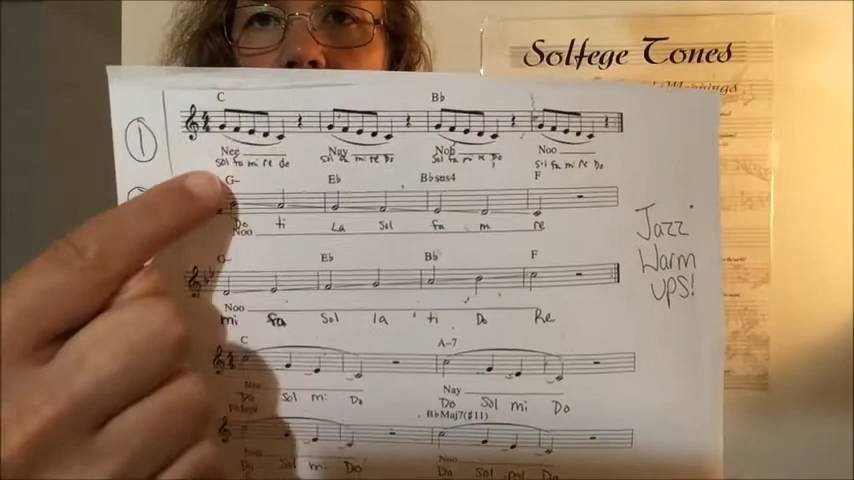 Solfege Tones
C Bb
①
Nee Nay Noh Noo
Sol fa mi re do Sol fa mi re Do Sol fa mi re Do Sol fa mi re Do
G- Eb Bbsus4 F
Do ti La Sol fa m re
Noo
Jazz
Warm
ups!
G- Eb Bb F
Noo
mi fa Sol la ti Do Re
C A-7
Nay
Do Sol mi Do Do Sol mi Do
BbMaj7(#11)
Noo
Do Sol mi Do Do Sol mi Do